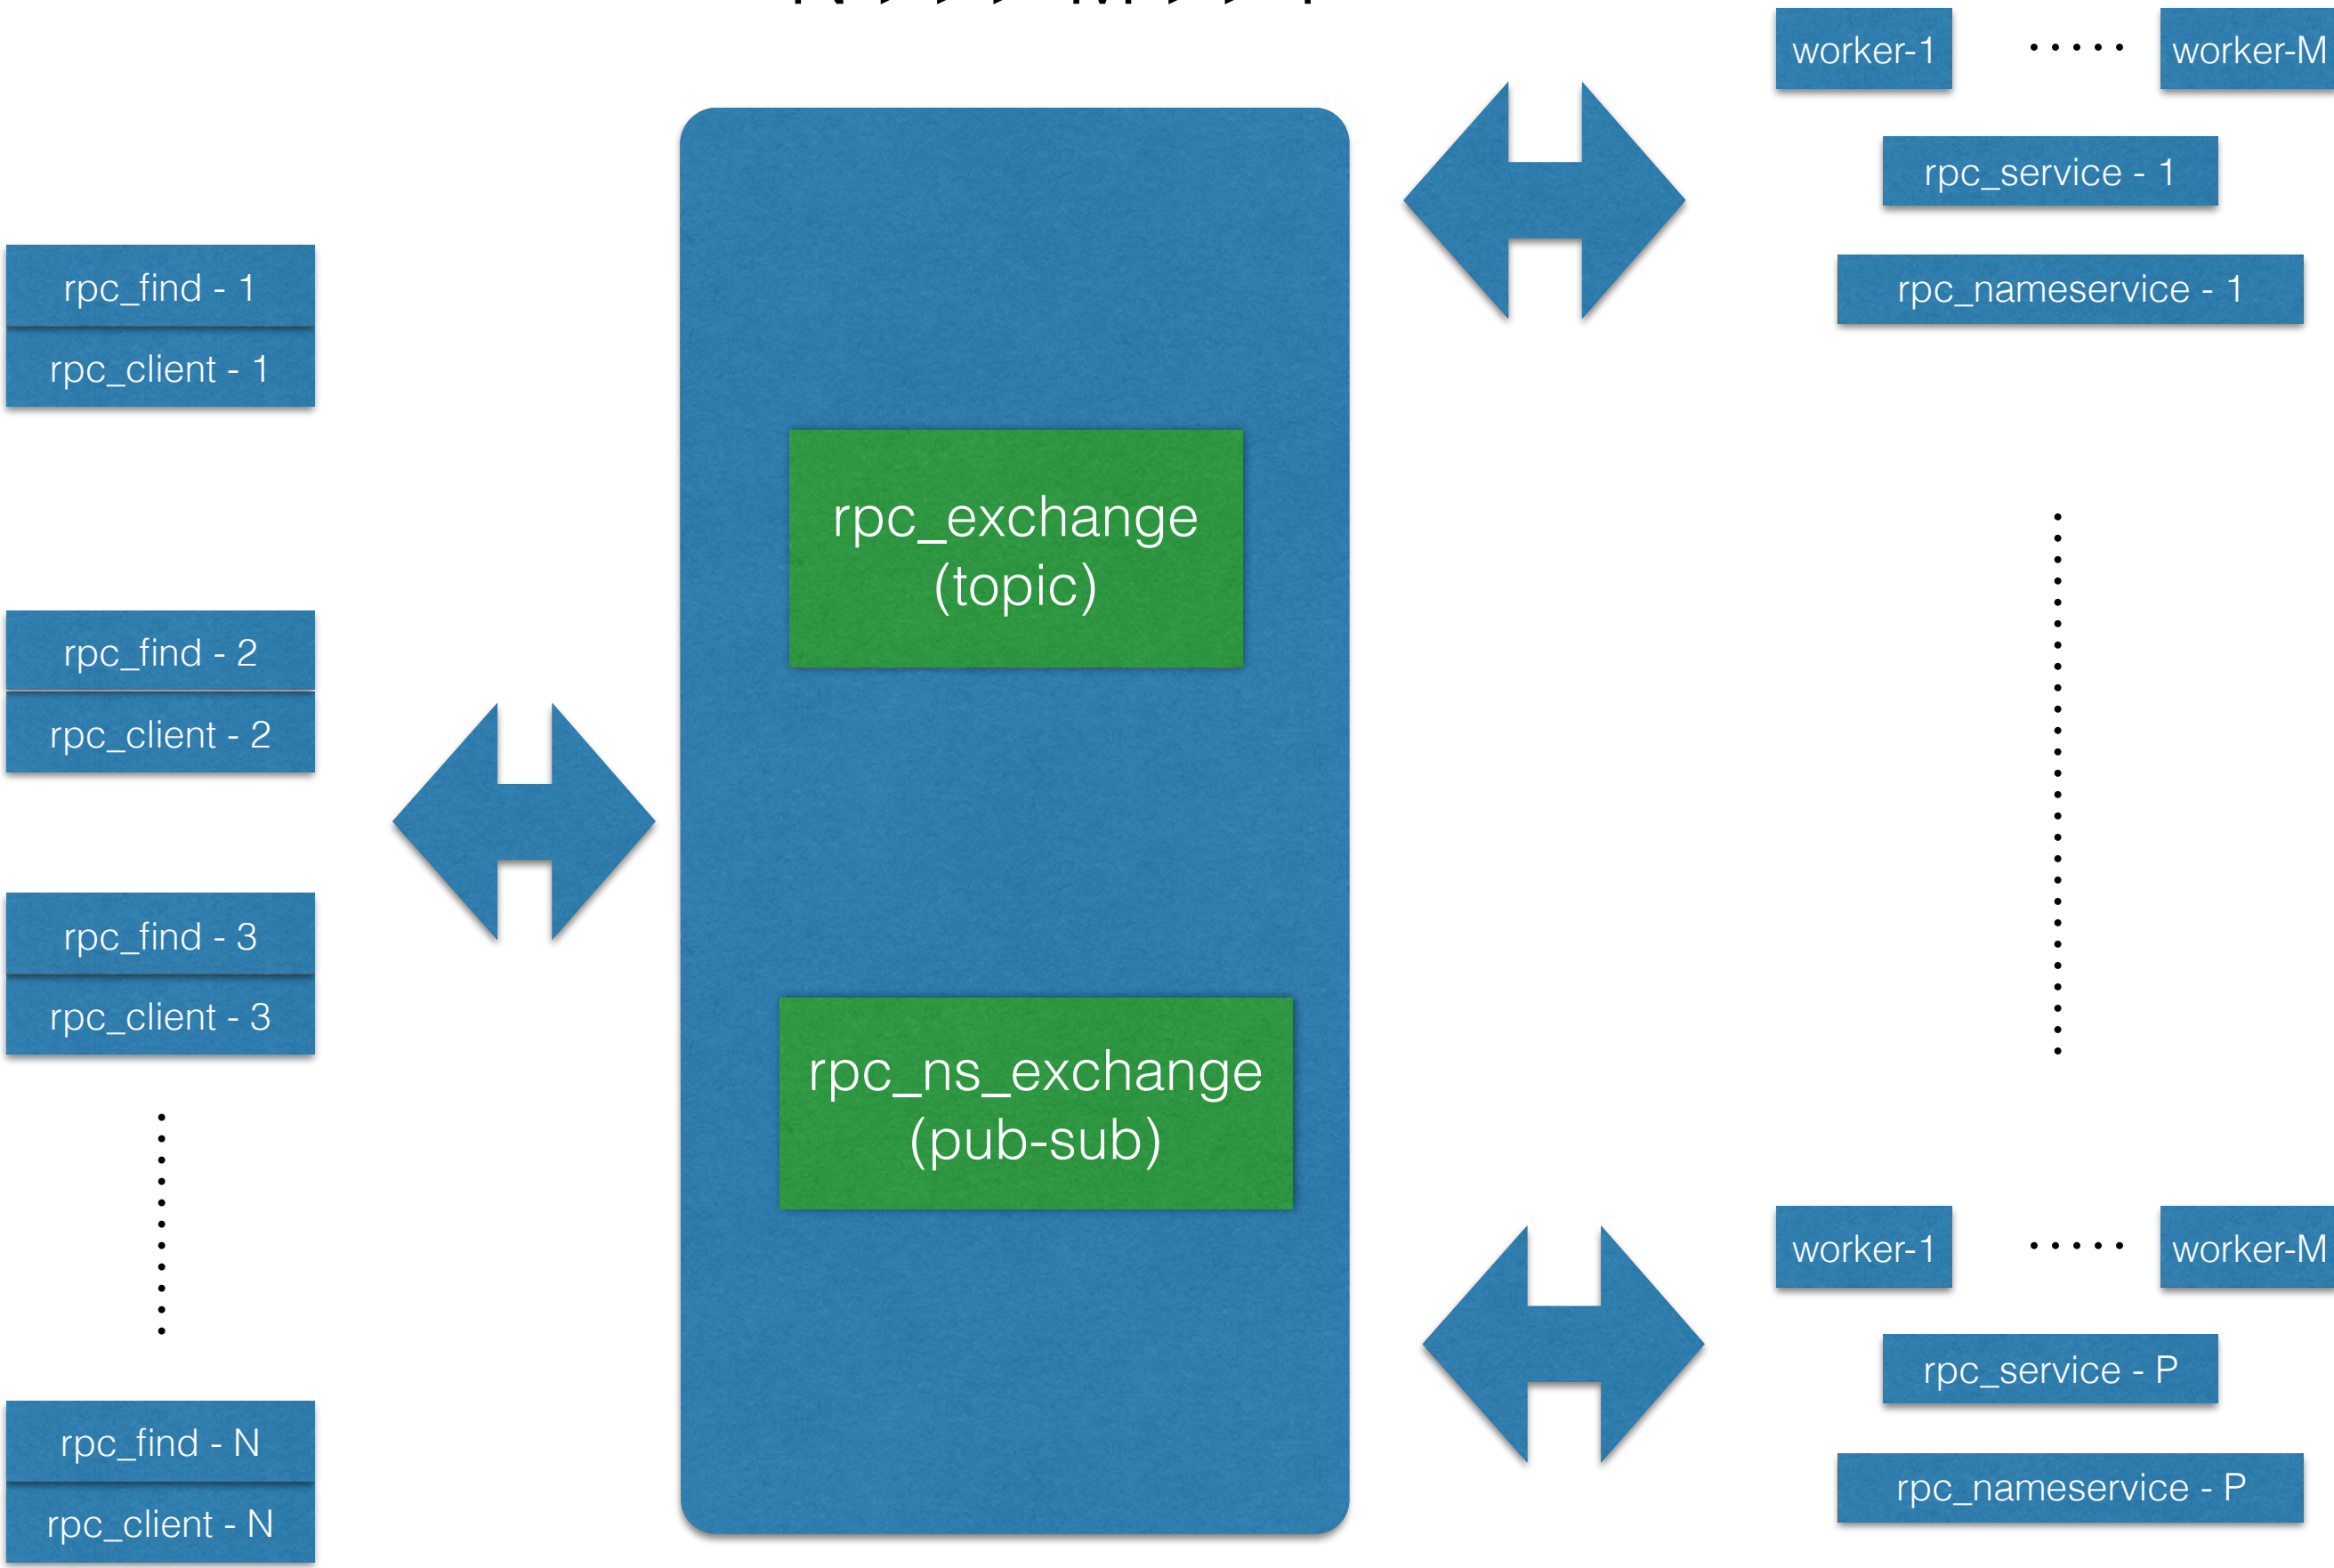 rpc_find - 1
rpc_client - 1
rpc_find - 2
rpc_client - 2
rpc_find - 3
rpc_client - 3
rpc_find - N
rpc_client - N
rpc_exchange
(topic)
rpc_ns_exchange
(pub-sub)
worker-1 ..... worker-M
rpc_service - 1
rpc_nameservice - 1
worker-1 ..... worker-M
rpc_service - P
rpc_nameservice - P